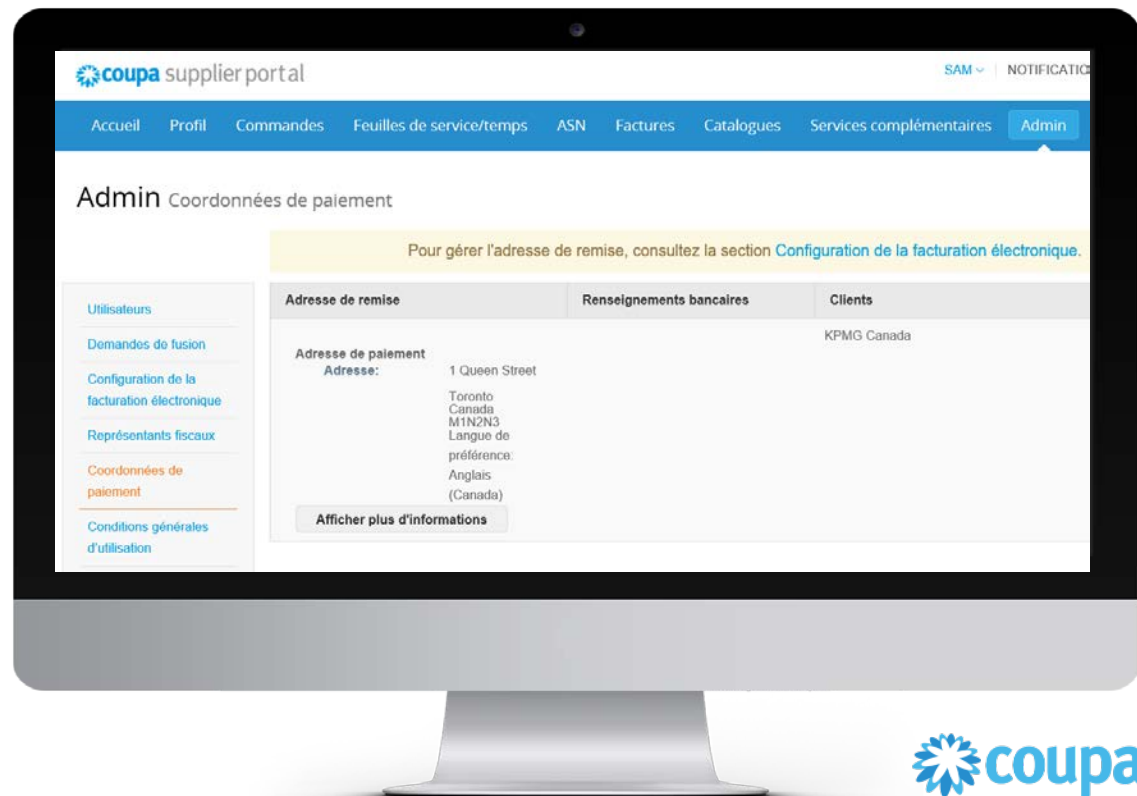 coupa supplier portal
SAM NOTIFICATIO
Accueil Profil Commandes Feuilles de service/temps ASN Factures Catalogues Services complémentaires Admin
Admin Coordonnées de paiement
Pour gérer l'adresse de remise, consultez la section Configuration de la facturation électronique.
Utilisateurs
Demandes de fusion
Configuration de la
facturation électronique
Représentants fiscaux
Coordonnées de
paiement
Conditions générales
d'utilisation
Adresse de remise Renseignements bancaires Clients
KPMG Canada
Adresse de paiement
Adresse: 1 Queen Street
Toronto
Canada
M1N2N3
Langue de
préférence:
Anglais
(Canada)
Afficher plus d'informations
coupa